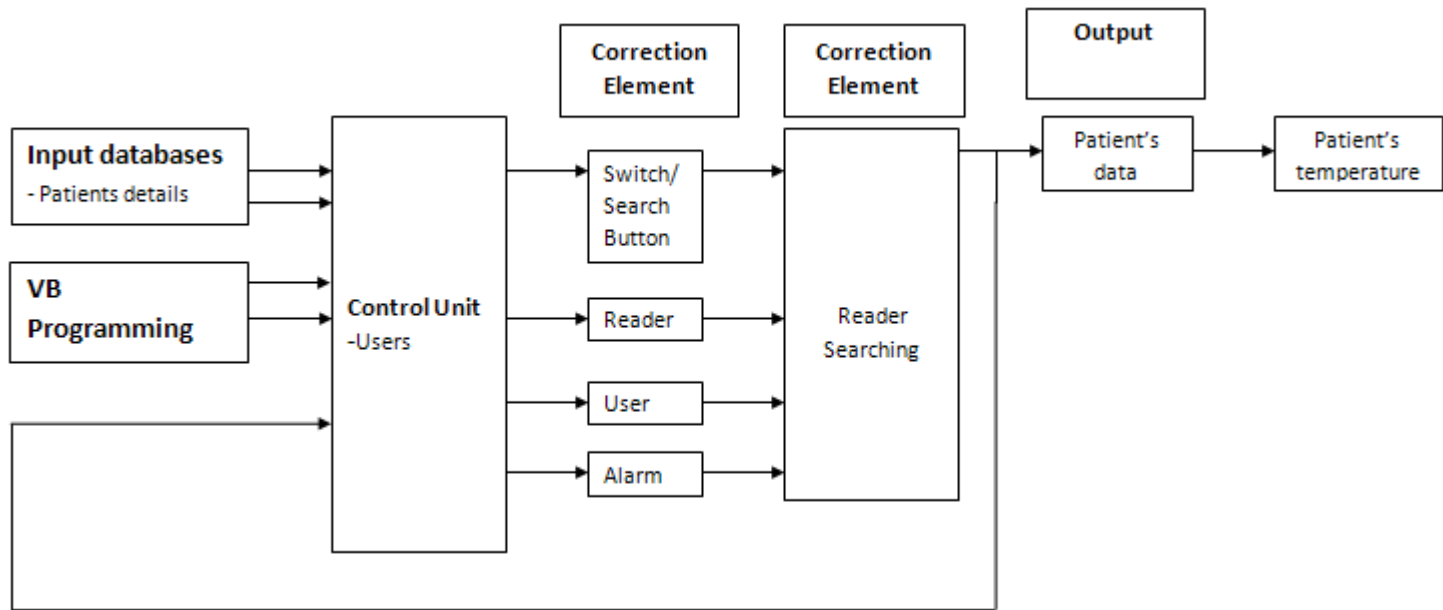 Correction
Element
Correction
Element
Output
Input databases
- Patients details
VB
Programming
Control Unit
-Users
Switch/
Search
Button
Reader
User
Alarm
Reader
Searching
Patient's
data
Patient's
temperature